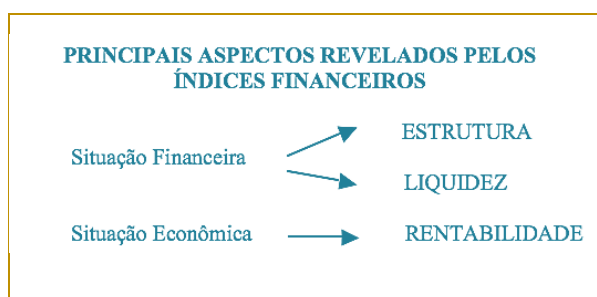 PRINCIPAIS ASPECTOS REVELADOS PELOS
ÍNDICES FINANCEIROS
ESTRUTURA
Situação Financeira
LIQUIDEZ
Situação Econômica
RENTABILIDADE